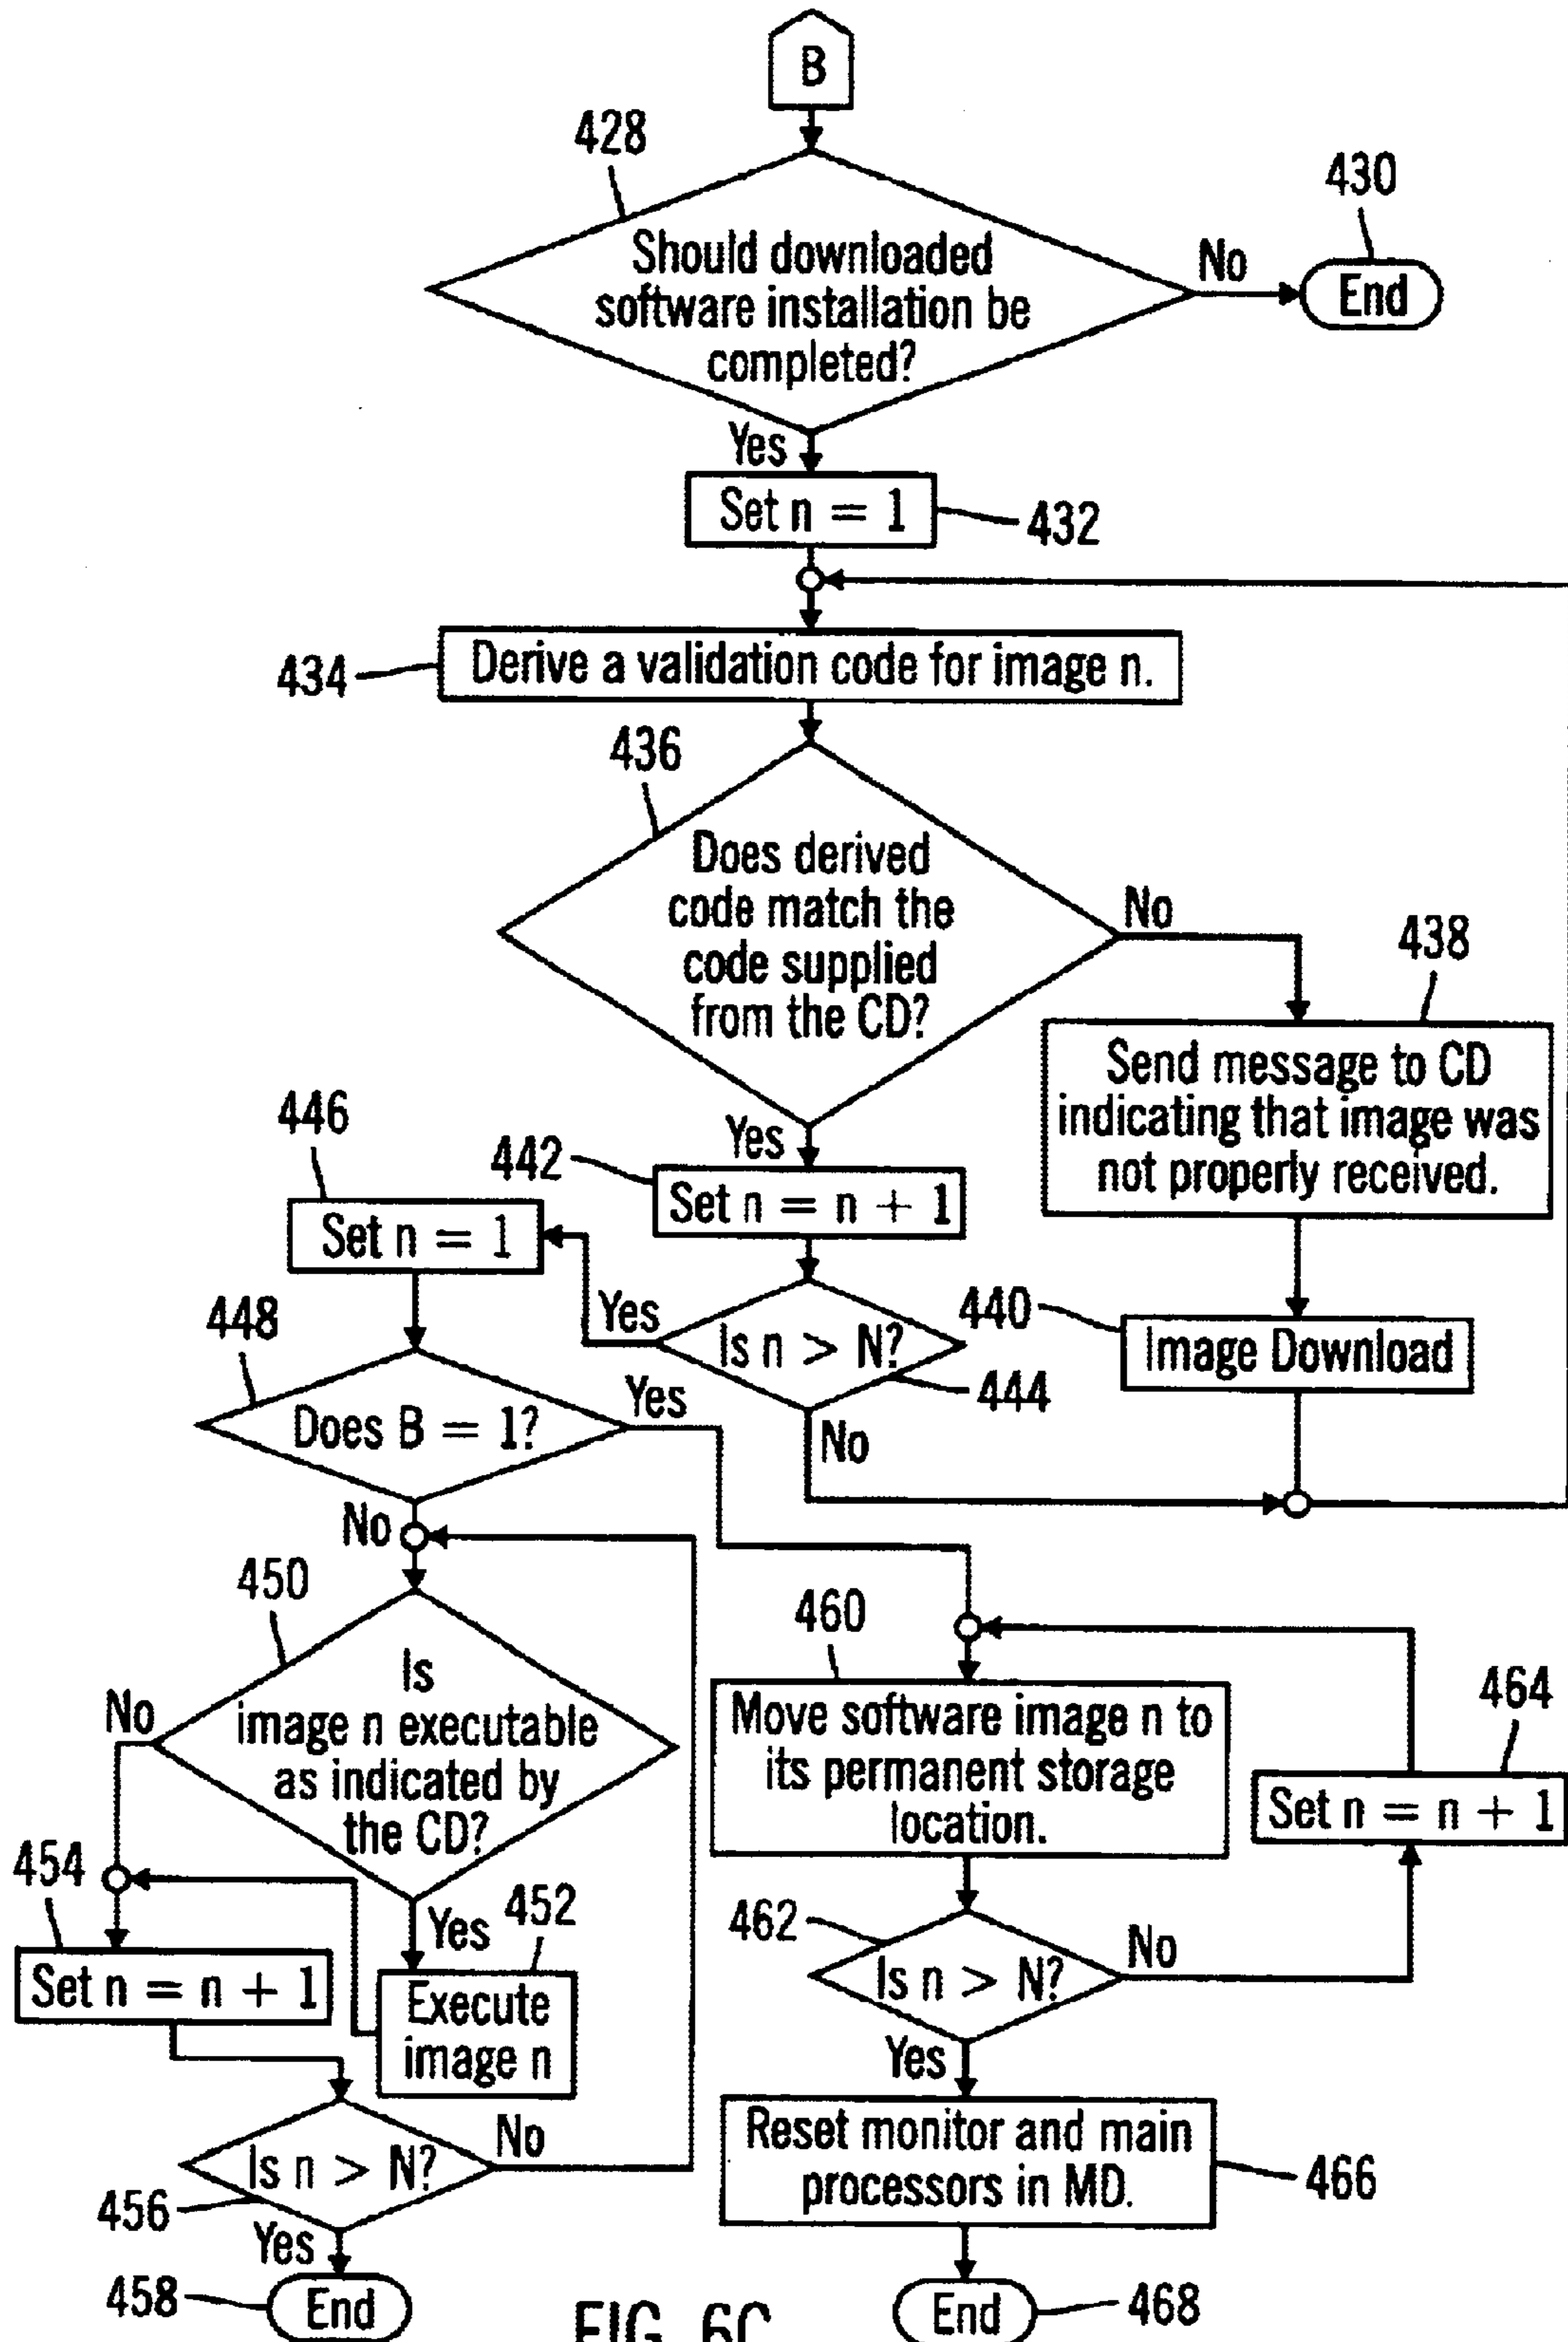 B
428
430
Should downloaded
software installation be
completed?
No
End
Yes
Set n = 1
432
434
Derive a validation code for image n.
436
Does derived
code match the
code supplied
from the CD?
No
438
Send message to CD
indicating that image was
not properly received.
Yes
446
442
Set n = n + 1
Set n = 1
448
Yes
Is n > N?
444
440
Image Download
Does B = 1?
Yes
No
No
450
Is
image n executable
as indicated by
the CD?
No
460
Move software image n to
its permanent storage
location.
464
Set n = n + 1
454
Yes
452
Set n = n + 1
Execute
image n
462
Is n > N?
No
Yes
Is n > N?
No
456
Yes
458
End
Reset monitor and main
processors in MD.
466
End
468
FIG. 6C